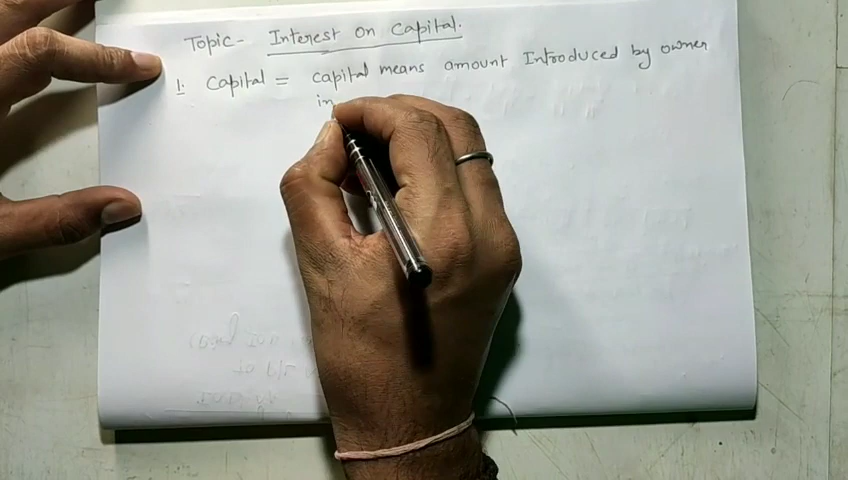 Topic- Interest on Capital.
1. Capital = capital means amount Introduced by owner
in